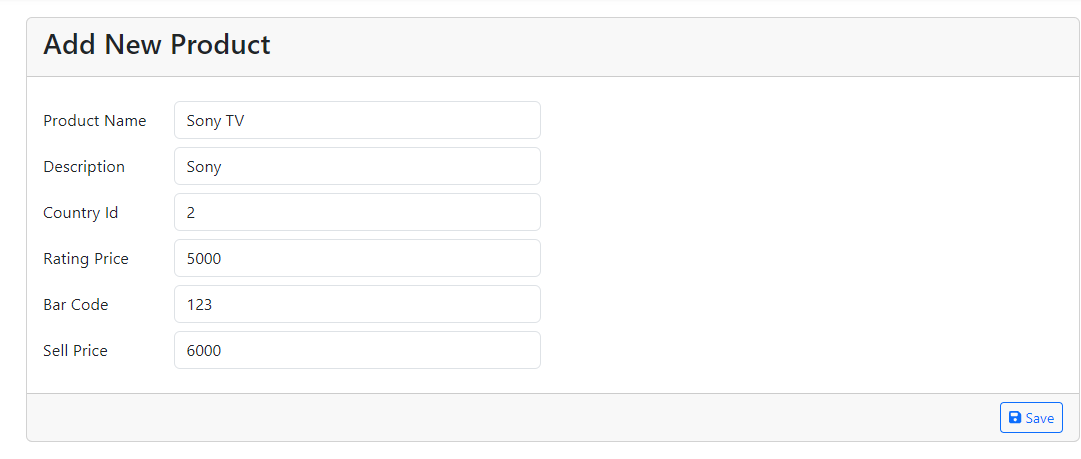 Add New Product
Product Name Sony TV
Description Sony
Country Id 2
Rating Price 5000
Bar Code 123
Sell Price 6000
Save